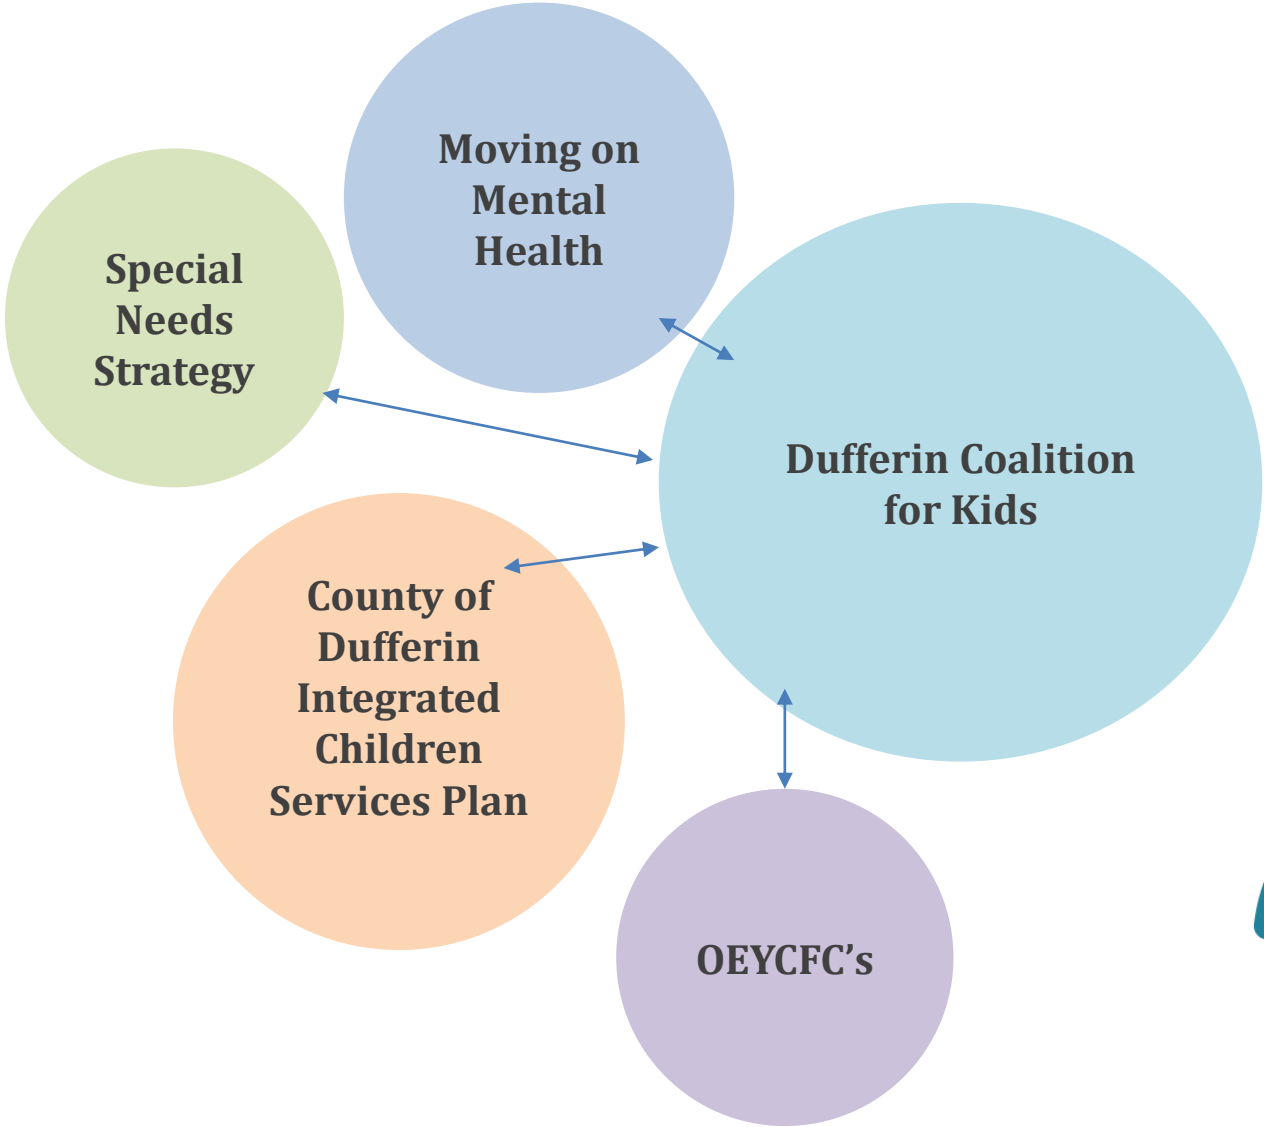 Moving on
Mental
Health
Special
Needs
Strategy
Dufferin Coalition
for Kids
County of
Dufferin
Integrated
Children
Services Plan
OEYCFC’s